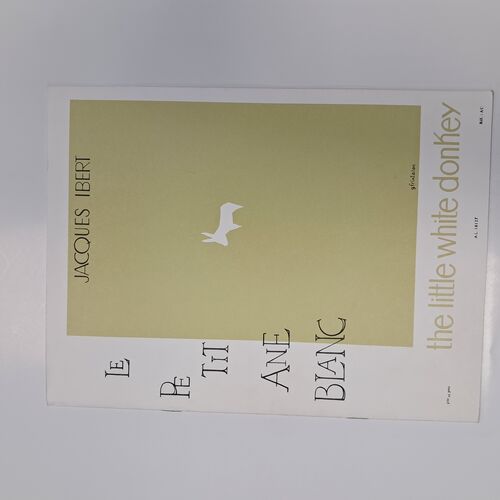 JACQUES IBERT
LE
PE
TIT
ANE
BLANC
the little white donkey